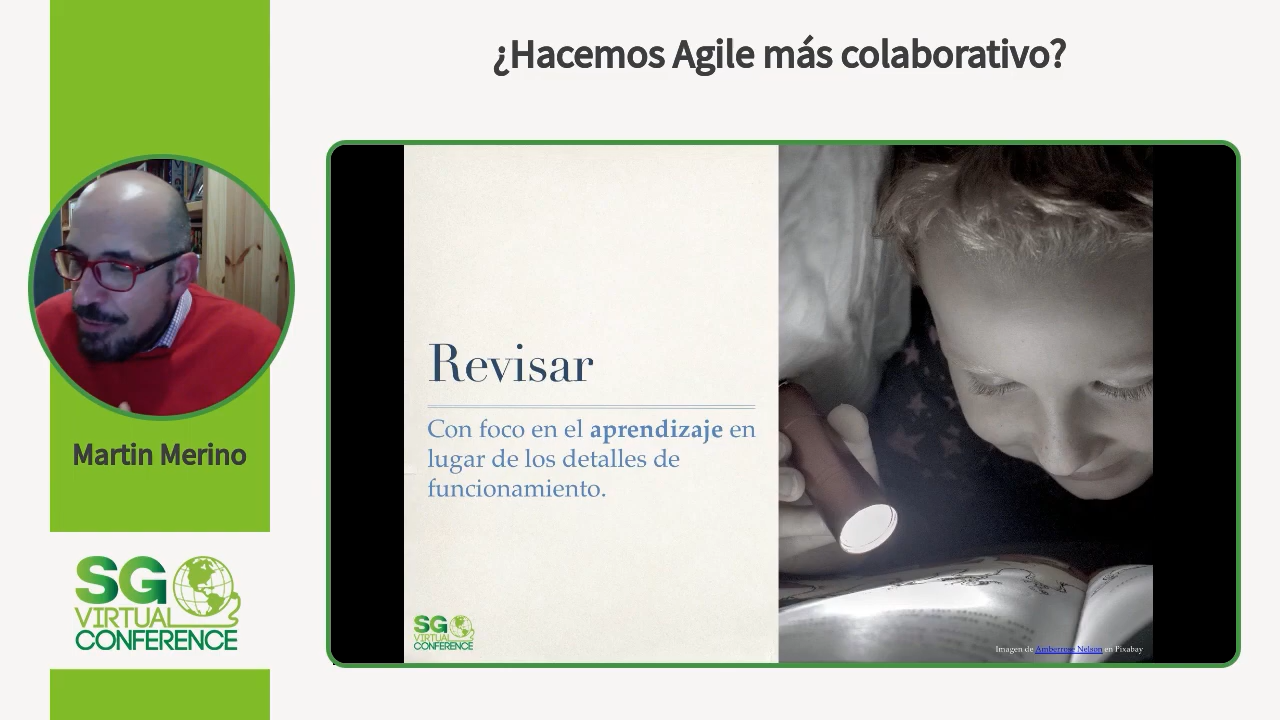 ¿Hacemos Agile más colaborativo?
Martin Merino
SG
VIRTUAL
CONFERENCE
Revisar
Con foco en el aprendizaje en
lugar de los detalles de
funcionamiento.
SG
VIRTUAL
CONFERENCE
Imagen de Amberrose Nelson en Pixabay